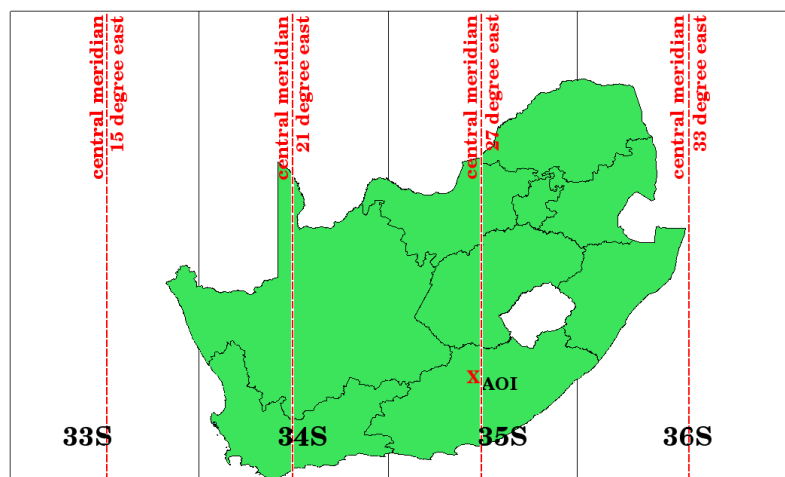 central meridian
15 degree east
central meridian
21 degree east
central meridian
27 degree east
central meridian
33 degree east
X AOI
33S
34S
35S
36S